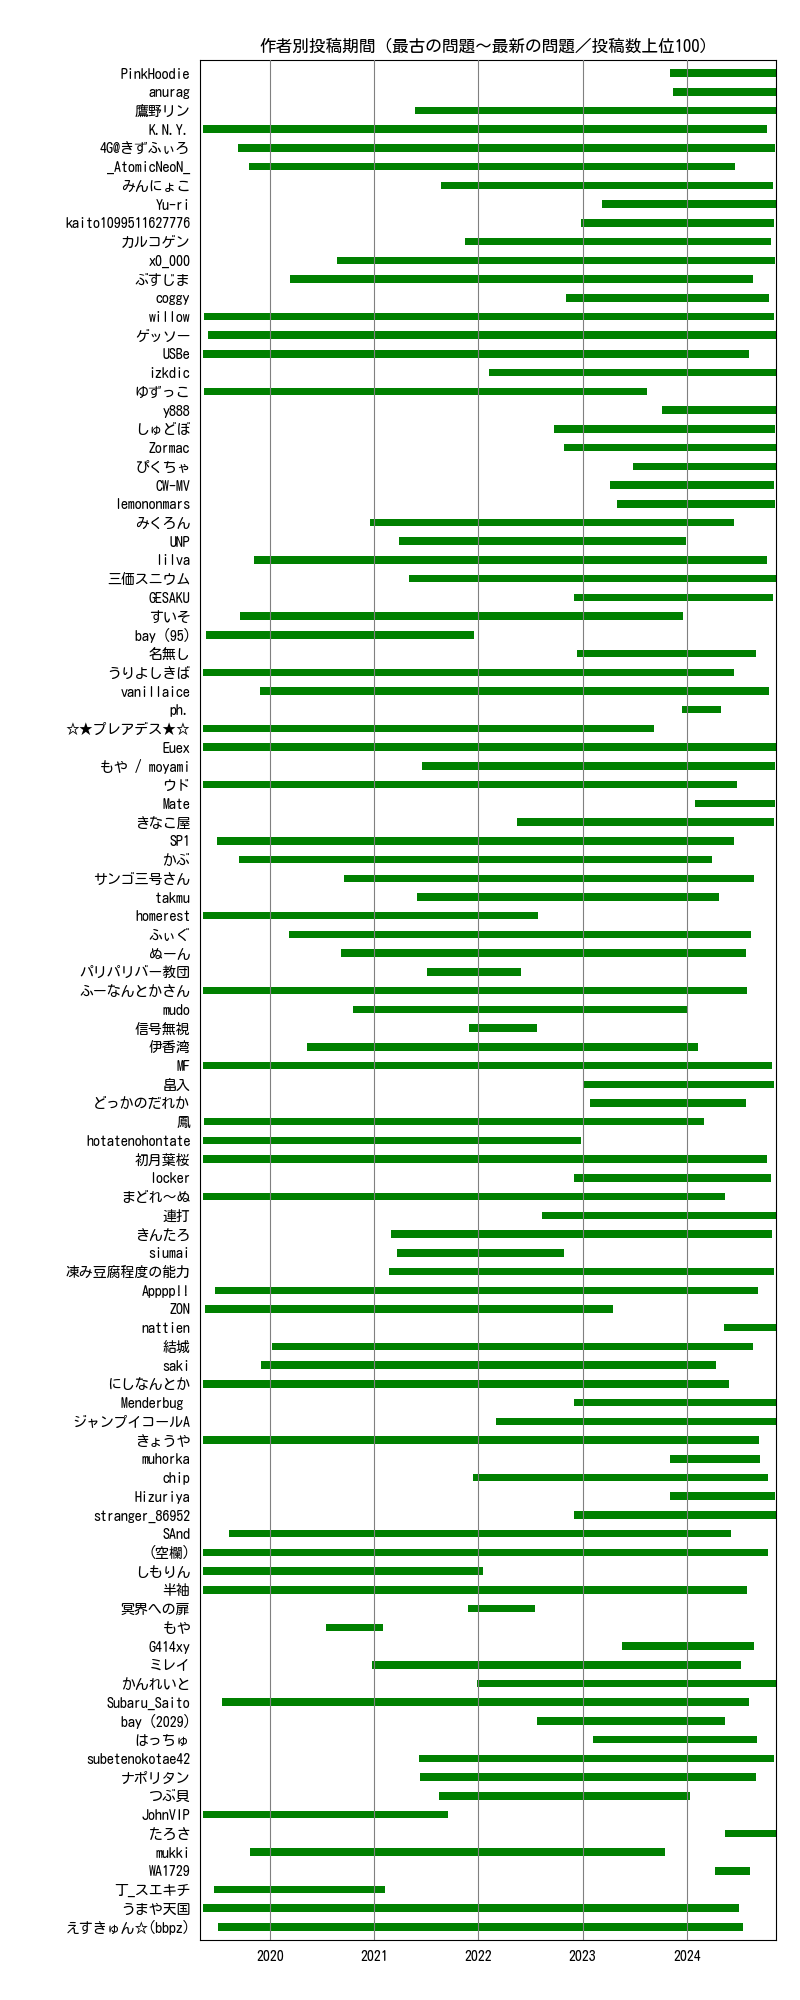 作者別投稿期間（最古の問題～最新の問題／投稿数上位100）
PinkHoodie
anurag
鷹野リン
K.N.Y.
4G@きずふぃろ
_AtomicNeoN_
みんにょこ
Yu-ri
kaito1099511627776
カルコゲン
x0_000
ぶすじま
coggy
willow
ゲッソー
USBe
izkdic
ゆずっこ
y888
しゅどぼ
Zormac
ぴくちゃ
CW-MV
lemononmars
みくろん
UNP
lilva
三価スニウム
GESAKU
すいそ
bay (95)
名無し
うりよしきば
vanillaice
ph.
☆★プレアデス★☆
Euex
もや / moyami
ウド
Mate
きなこ屋
SP1
かぶ
サンゴ三号さん
takmu
homerest
ふぃぐ
ぬーん
パリパリバー教団
ふーなんとかさん
mudo
信号無視
伊香湾
MF
畠入
どっかのだれか
鳳
hotatenohontate
初月葉桜
locker
まどれ～ぬ
連打
きんたろ
siumai
凍み豆腐程度の能力
Appppll
ZON
nattien
結城
saki
にしなんとか
Menderbug
ジャンプイコールA
きょうや
muhorka
chip
Hizuriya
stranger_86952
SAnd
(空欄)
しもりん
半袖
冥界への扉
もや
G414xy
ミレイ
かんれいと
Subaru_Saito
bay (2029)
はっちゅ
subetenokotae42
ナポリタン
つぶ貝
JohnVIP
たろさ
mukki
WA1729
丁_スエキチ
うまや天国
えすきゅん☆(bbpz)
2020 2021 2022 2023 2024